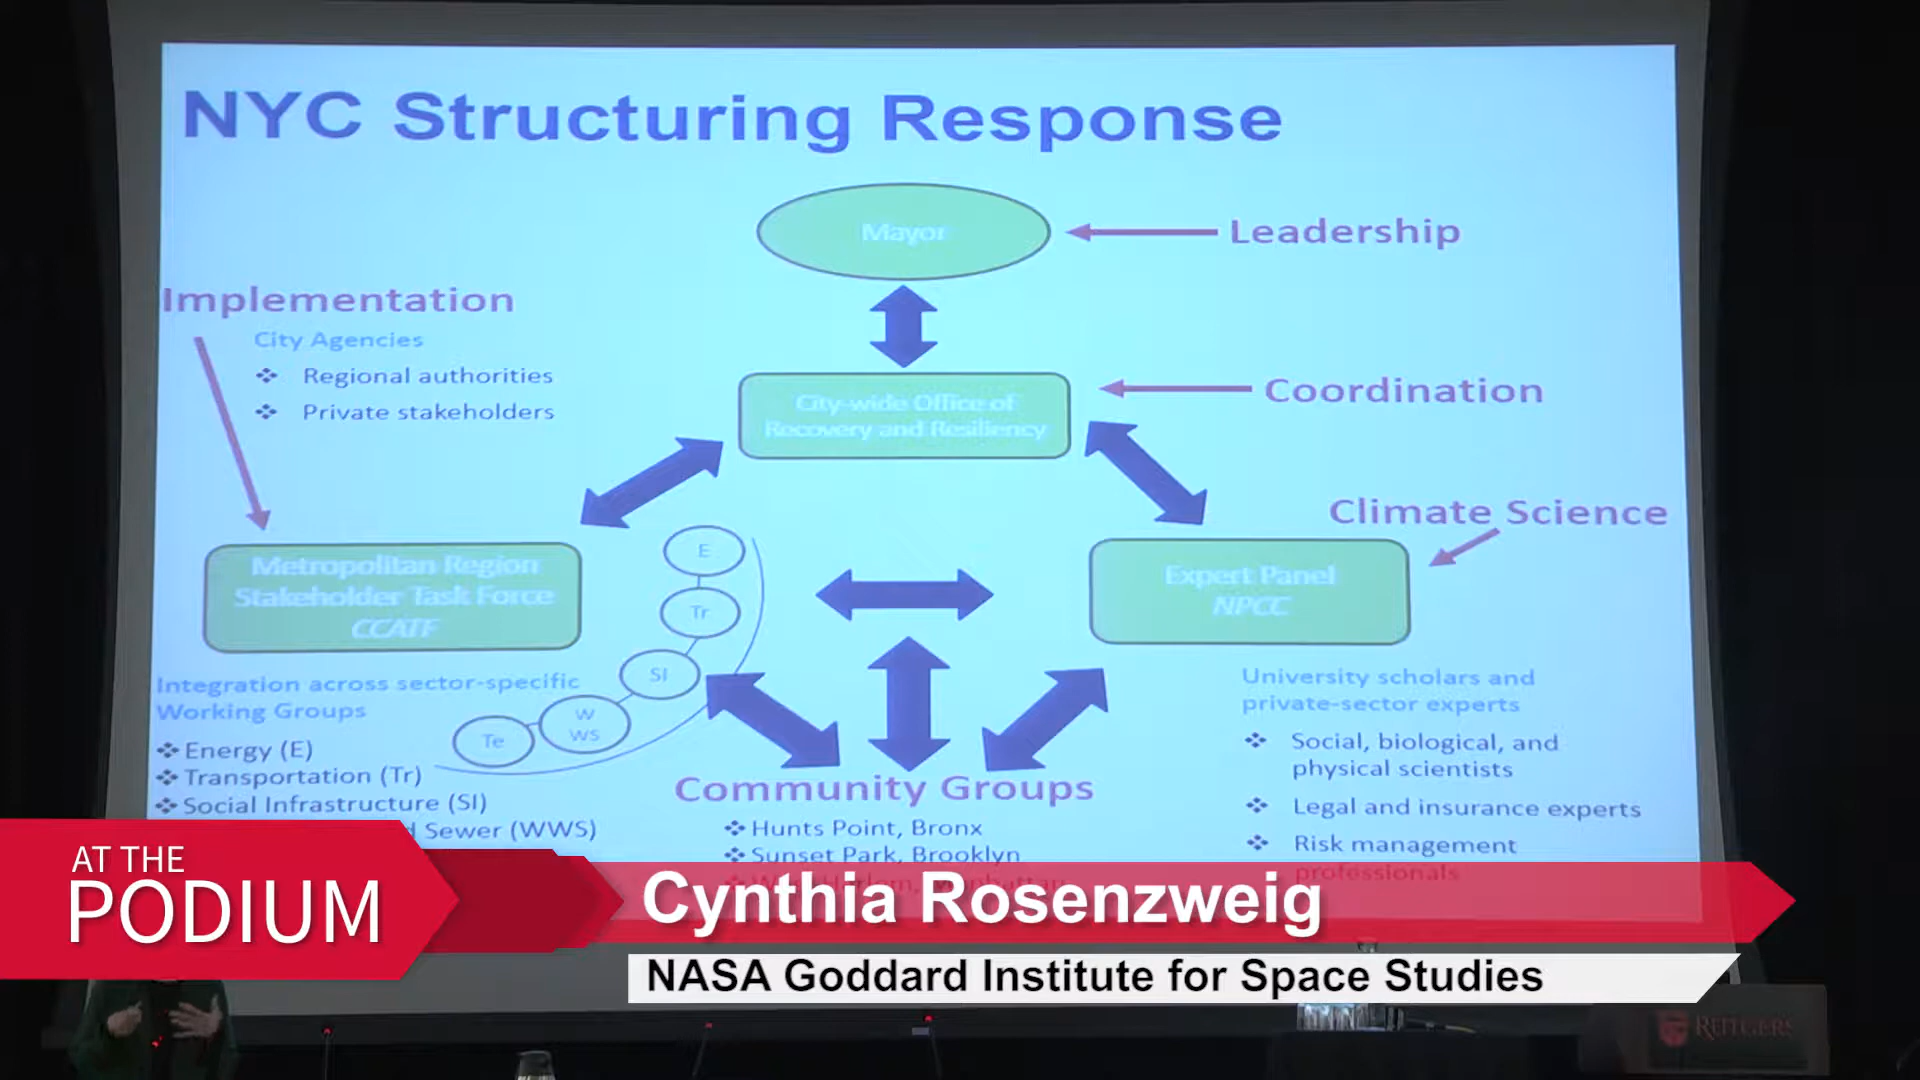 NYC Structuring Response
Mayor
Leadership
Implementation
City Agencies
Regional authorities
Private stakeholders
City-wide Office of
Recovery and Resiliency
Coordination
Climate Science
Metropolitan Region
Stakeholder Task Force
CCATF
E
Tr
SI
W
WS
Te
Expert Panel
NPCC
Integration across sector-specific
Working Groups
Energy (E)
Transportation (Tr)
Social Infrastructure (SI)
Sewer (WWS)
Community Groups
Hunts Point, Bronx
Sunset Park, Brooklyn
West Harlem, Manhattan
University scholars and
private-sector experts
Social, biological, and
physical scientists
Legal and insurance experts
Risk management
professionals
AT THE
PODIUM
Cynthia Rosenzweig
NASA Goddard Institute for Space Studies
RUTGERS